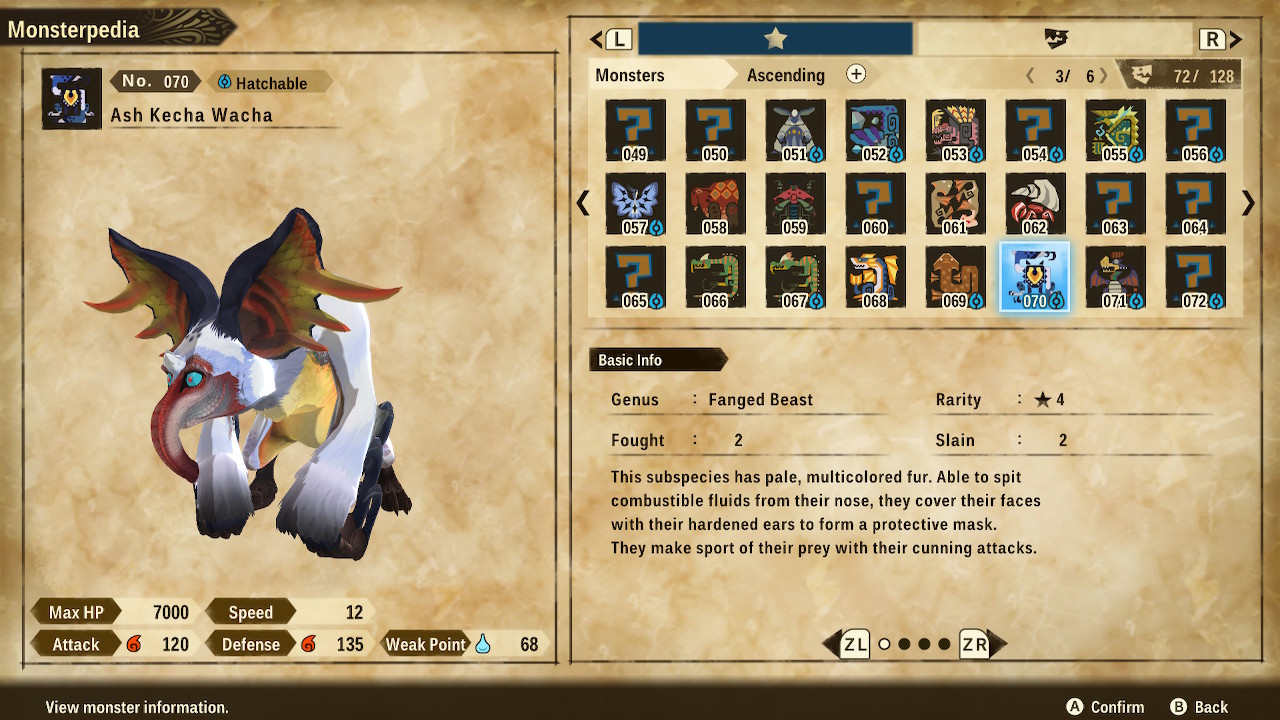 Monsterpedia
No. 070
Hatchable
Ash Kecha Wacha
Max HP 7000
Speed 12
Attack 120
Defense 135
Weak Point 68
L
R
Monsters
Ascending
3/ 6
72/ 128
049 050 051 052 053 054 055 056
057 058 059 060 061 062 063 064
065 066 067 068 069 070 071 072
Basic Info
Genus : Fanged Beast
Rarity : ★ 4
Fought : 2
Slain : 2
This subspecies has pale, multicolored fur. Able to spit
combustible fluids from their nose, they cover their faces
with their hardened ears to form a protective mask.
They make sport of their prey with their cunning attacks.
ZL
ZR
View monster information.
A Confirm
B Back